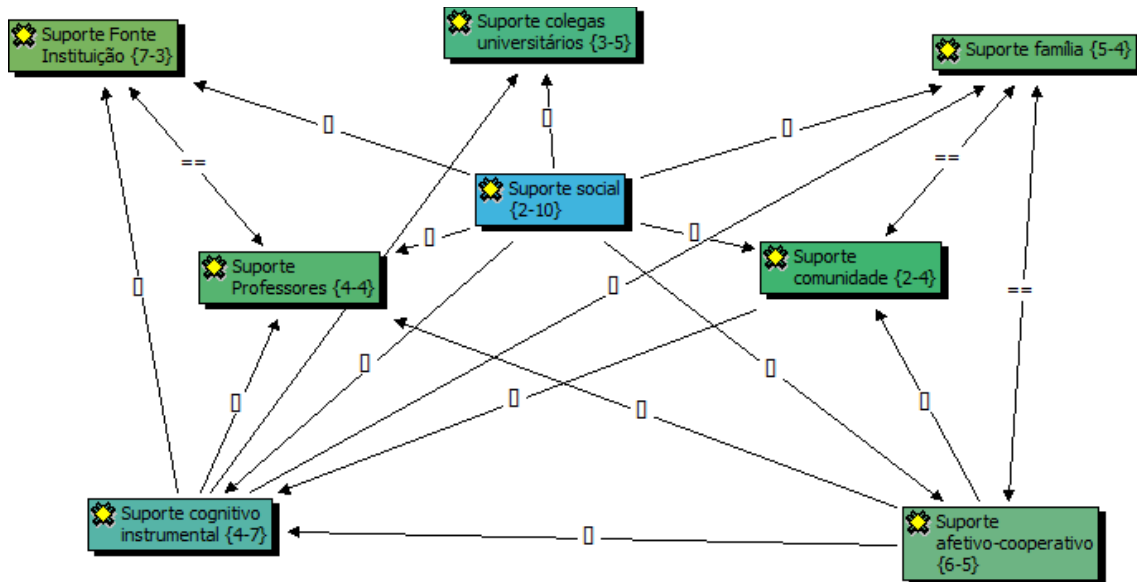 Suporte Fonte
Instituição {7-3}
Suporte colegas
universitários {3-5}
Suporte família {5-4}
▯
▯
▯
==
==
Suporte social
{2-10}
▯
▯
Suporte
Professores {4-4}
Suporte
comunidade {2-4}
▯
▯
==
▯
▯
▯
▯
▯
▯
Suporte cognitivo
instrumental {4-7}
Suporte
afetivo-cooperativo
{6-5}
▯